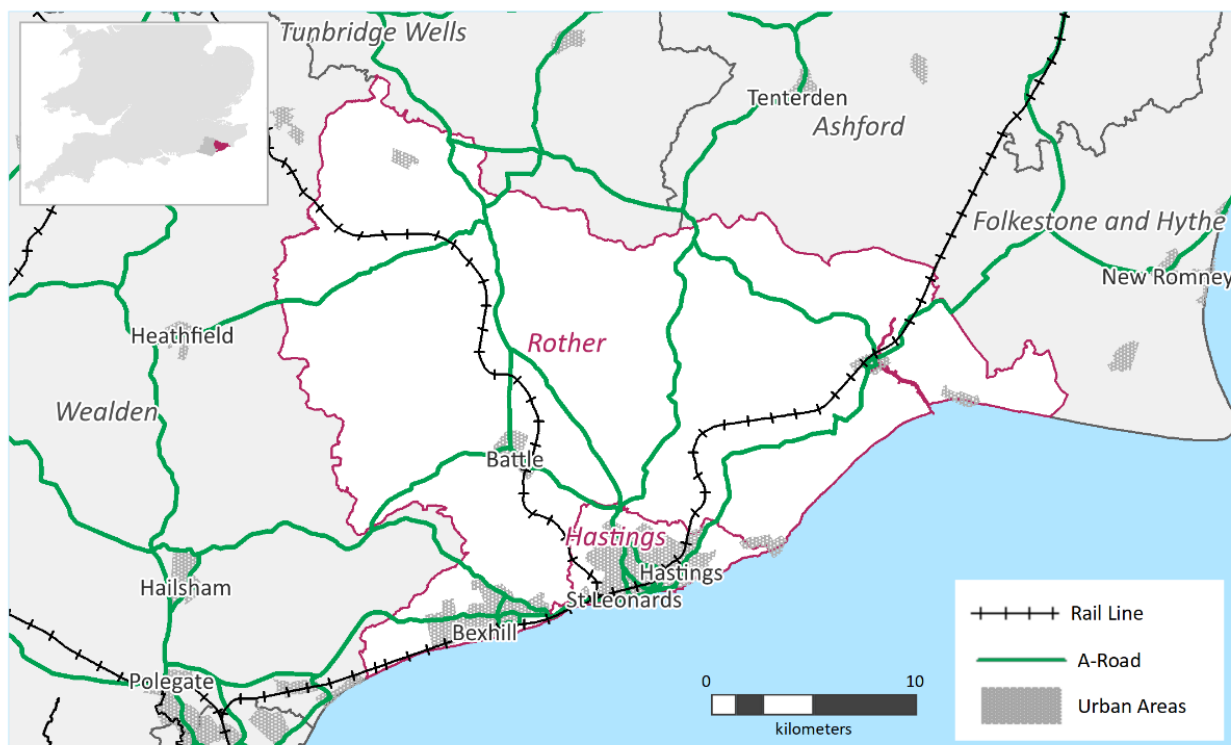 Tunbridge Wells
Tenterden
Ashford
Folkestone and Hythe
New Romney
Heathfield
Rother
Wealden
Battle
Hastings
Hastings
Hailsham
St Leonards
Bexhill
Polegate
0 10
kilometers
Rail Line
A-Road
Urban Areas